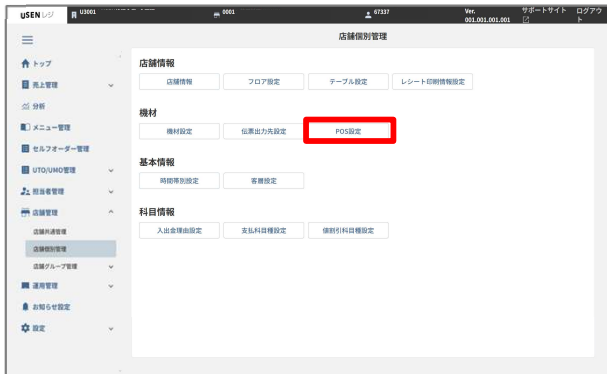 USENレジ U3001 0001 67337 Ver. 001.001.001.001 サポートサイト ログアウト
店舗個別管理
トップ
売上管理
分析
メニュー管理
セルフオーダー管理
UTO/UMO管理
担当者管理
店舗管理
店舗共通管理
店舗個別管理
店舗グループ管理
運用管理
お知らせ設定
設定
店舗情報
店舗情報 フロア設定 テーブル設定 レシート印刷情報設定
機材
機材設定 伝票出力先設定 POS設定
基本情報
時間帯別設定 客層設定
科目情報
入出金理由設定 支払科目種設定 値割引科目種設定